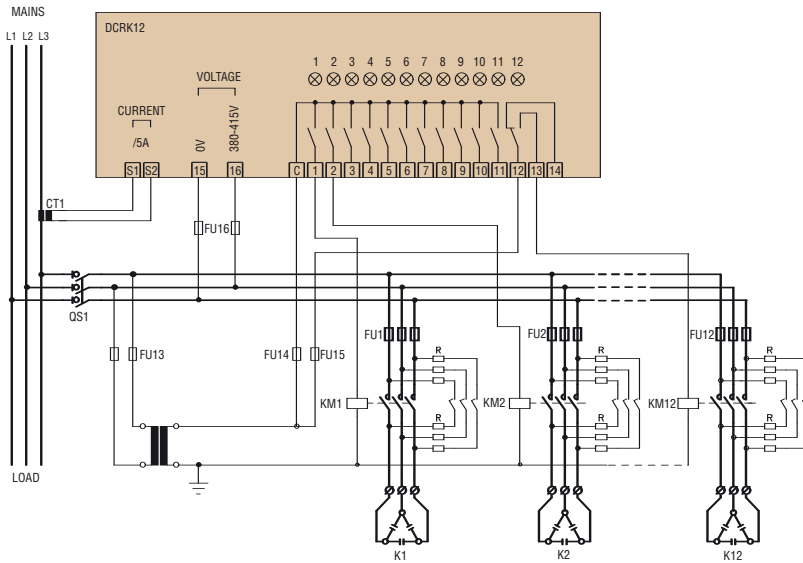 MAINS
L1 L2 L3
DCRK12
1 2 3 4 5 6 7 8 9 10 11 12
VOLTAGE
CURRENT
/5A
0V
380-415V
S1 S2 15 16 C 1 2 3 4 5 6 7 8 9 10 11 12 13 14
CT1
FU16
QS1
FU13 FU14 FU15
FU1 FU2 FU12
R R R
KM1 KM2 KM12
R R R
LOAD
K1 K2 K12